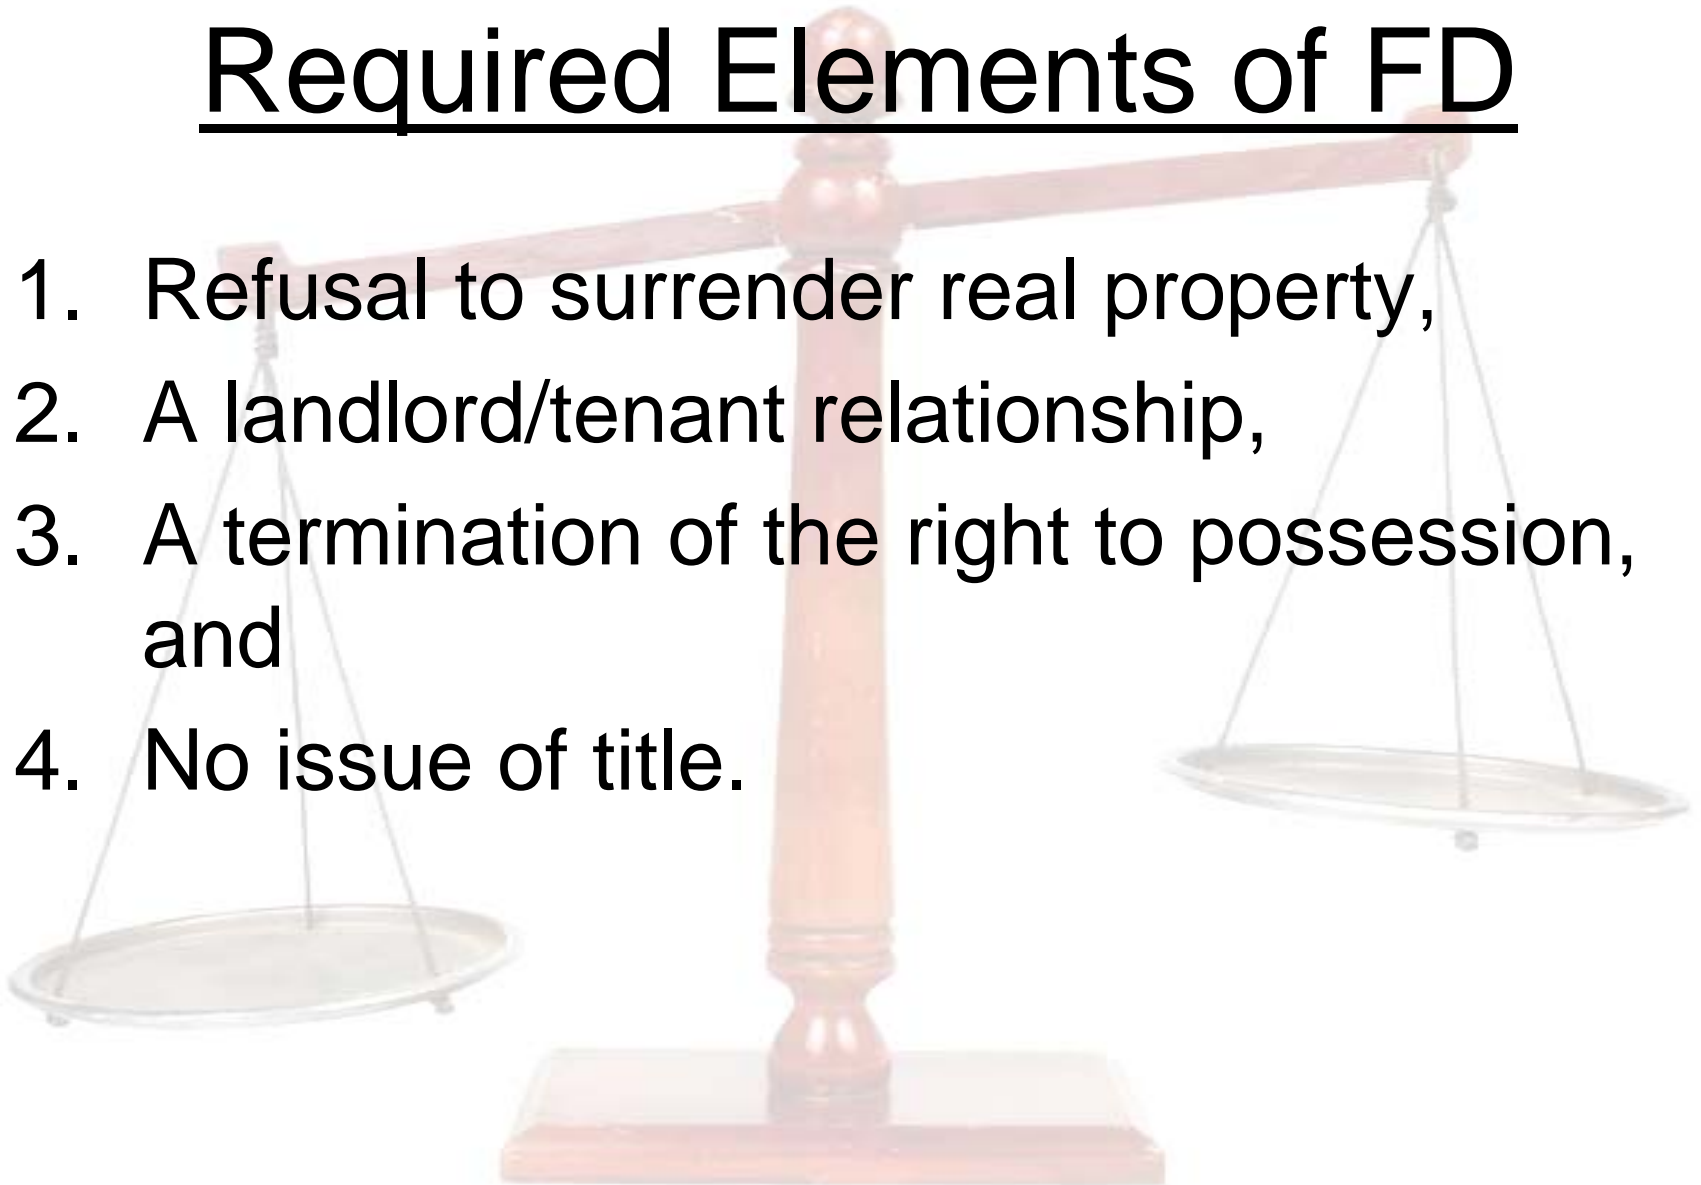 Required Elements of FD
1. Refusal to surrender real property,
2. A landlord/tenant relationship,
3. A termination of the right to possession,
and
4. No issue of title.